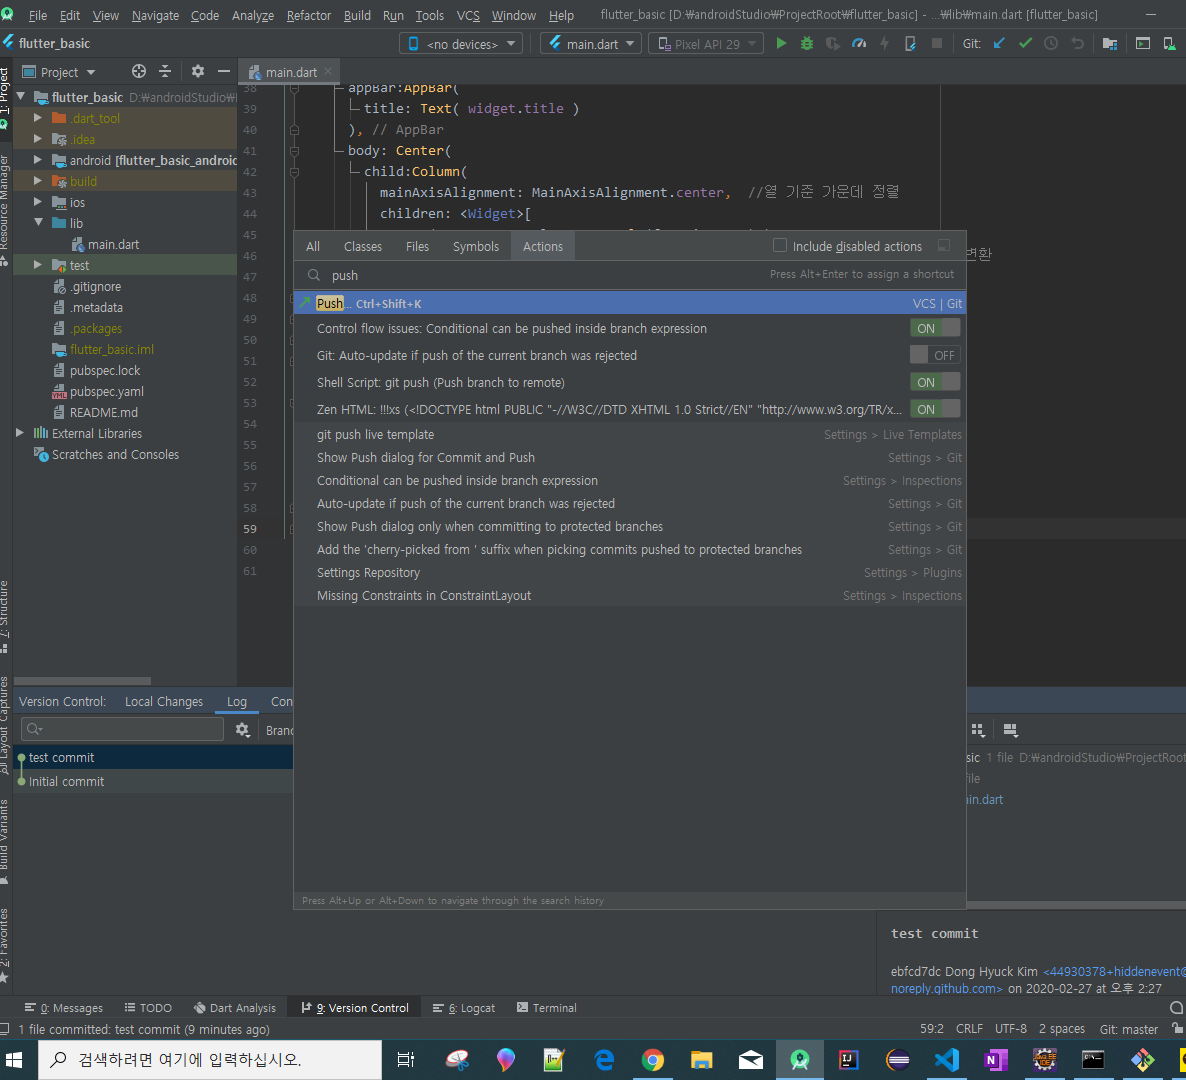 File Edit View Navigate Code Analyze Refactor Build Run Tools VCS Window Help flutter_basic [D:₩androidStudio₩ProjectRoot₩flutter_basic] - ...₩lib₩main.dart [flutter_basic]
flutter_basic <no devices> main.dart Pixel API 29 Git:
Project main.dart
1: Project
Resource Manager
7: Structure
Layout Captures
Build Variants
2: Favorites
flutter_basic D:₩androidStudio₩
.dart_tool
.idea
android [flutter_basic_android
build
ios
lib
main.dart
test
.gitignore
.metadata
.packages
flutter_basic.iml
pubspec.lock
pubspec.yaml
README.md
External Libraries
Scratches and Consoles
38 appBar:AppBar(
39 title: Text( widget.title )
40 ), // AppBar
41 body: Center(
42 child:Column(
43 mainAxisAlignment: MainAxisAlignment.center, //열 기준 가운데 정렬
44 children: <Widget>[
45
46 변환
47
48
49
50
51
52
53
54
55
56
57
58
59
60
61
All Classes Files Symbols Actions Include disabled actions
push Press Alt+Enter to assign a shortcut
Push... Ctrl+Shift+K VCS | Git
Control flow issues: Conditional can be pushed inside branch expression ON
Git: Auto-update if push of the current branch was rejected OFF
Shell Script: git push (Push branch to remote) ON
Zen HTML: !!!xs (<!DOCTYPE html PUBLIC "-//W3C//DTD XHTML 1.0 Strict//EN" "http://www.w3.org/TR/x... ON
git push live template Settings > Live Templates
Show Push dialog for Commit and Push Settings > Git
Conditional can be pushed inside branch expression Settings > Inspections
Auto-update if push of the current branch was rejected Settings > Git
Show Push dialog only when committing to protected branches Settings > Git
Add the 'cherry-picked from ' suffix when picking commits pushed to protected branches Settings > Git
Settings Repository Settings > Plugins
Missing Constraints in ConstraintLayout Settings > Inspections
Press Alt+Up or Alt+Down to navigate through the search history
Version Control: Local Changes Log Con
Branc
test commit
Initial commit
sic 1 file D:₩androidStudio₩ProjectRoot
file
in.dart
test commit
ebfcd7dc Dong Hyuck Kim <44930378+hiddenevent@
noreply.github.com> on 2020-02-27 at 오후 2:27
0: Messages TODO Dart Analysis 9: Version Control 6: Logcat Terminal
1 file committed: test commit (9 minutes ago) 59:2 CRLF UTF-8 2 spaces Git: master
검색하려면 여기에 입력하십시오.